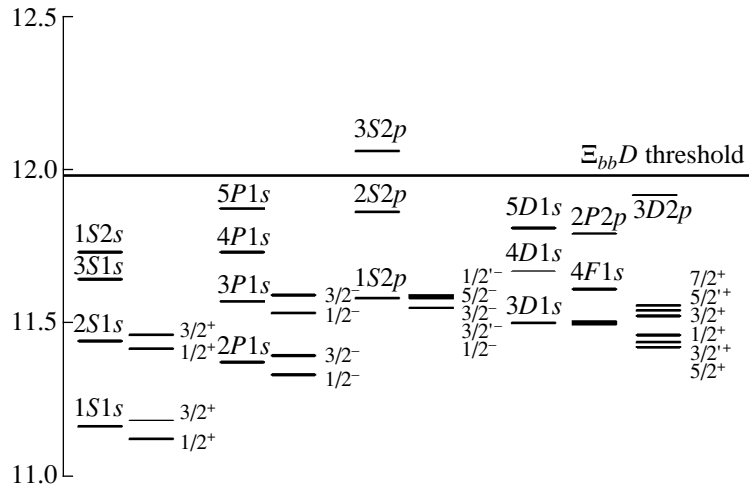 12.5
3S2p
Ξ_{bb}D threshold
12.0
5P1s
2S2p
5D1s
2P2p
3D2p
1S2s
4P1s
4D1s
3S1s
3P1s
3/2⁻
1/2⁻
1S2p
1/2'⁻
5/2⁻
3/2⁻
3/2'⁻
1/2⁻
4F1s
3D1s
7/2⁺
5/2'⁺
3/2⁺
1/2⁺
3/2'⁺
5/2⁺
11.5
2S1s
3/2⁺
1/2⁺
2P1s
3/2⁻
1/2⁻
1S1s
3/2⁺
1/2⁺
11.0